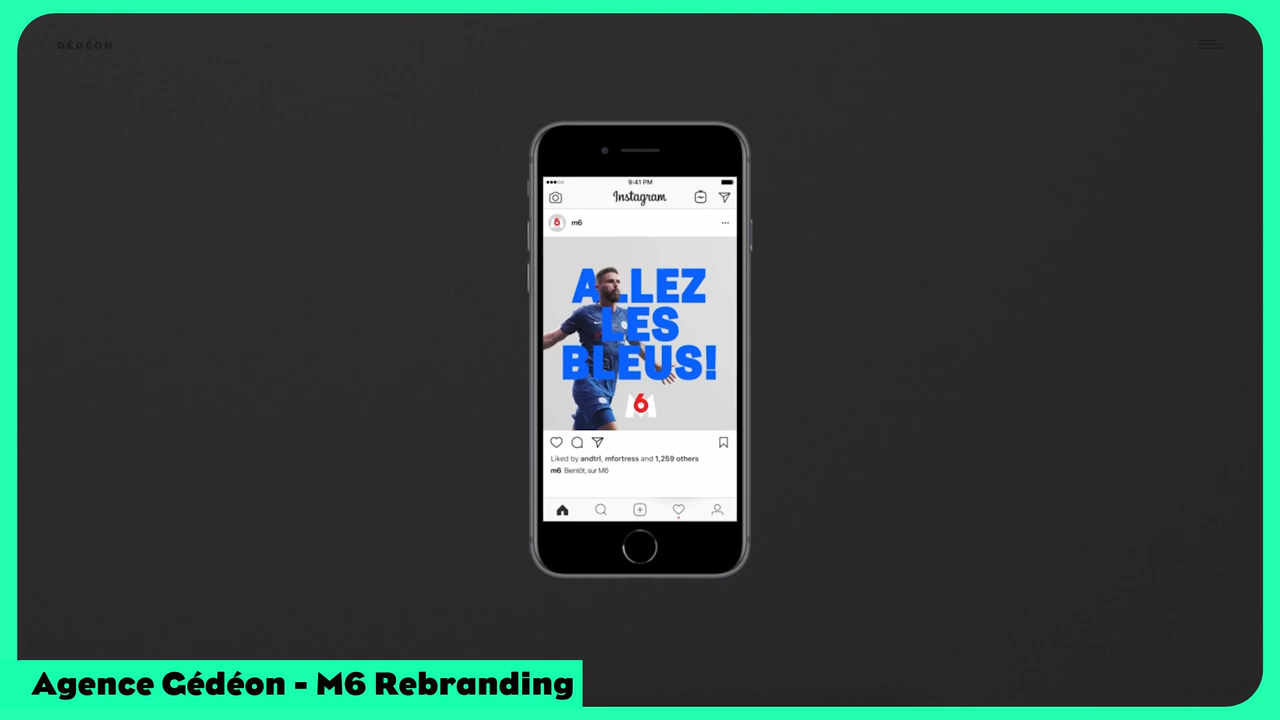 GÉDÉON
9:41 PM
Instagram
m6
ALLEZ
LES
BLEUS!
M6
Liked by andtrl, mfortress and 1,259 others
m6 Bientôt, sur M6
Agence Gédéon - M6 Rebranding